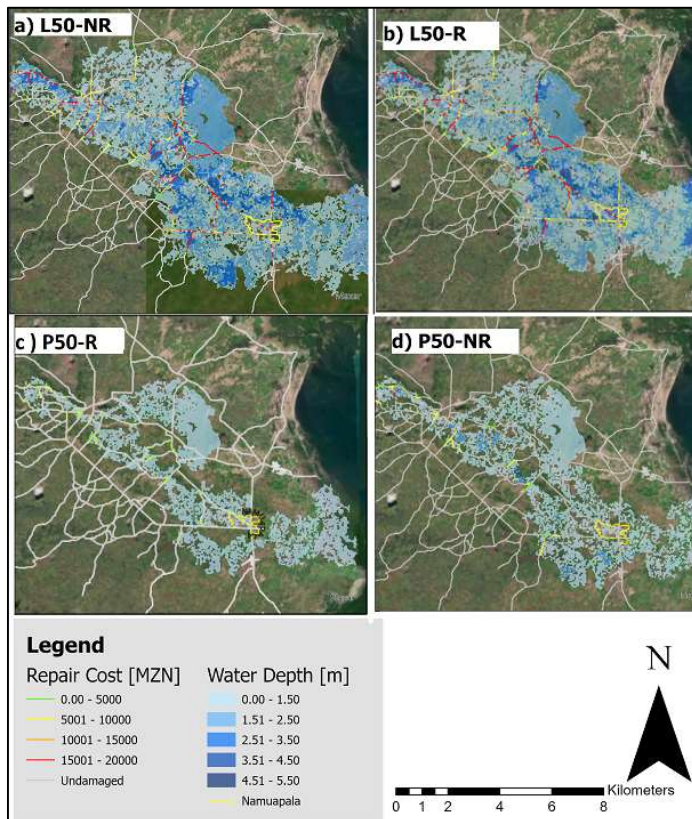 a) L50-NR
b) L50-R
Maxar
c ) P50-R
d) P50-NR
Legend
Repair Cost [MZN]
0.00 - 5000
5001 - 10000
10001 - 15000
15001 - 20000
Undamaged
Water Depth [m]
0.00 - 1.50
1.51 - 2.50
2.51 - 3.50
3.51 - 4.50
4.51 - 5.50
Namuapala
N
Kilometers
0 1 2 4 6 8